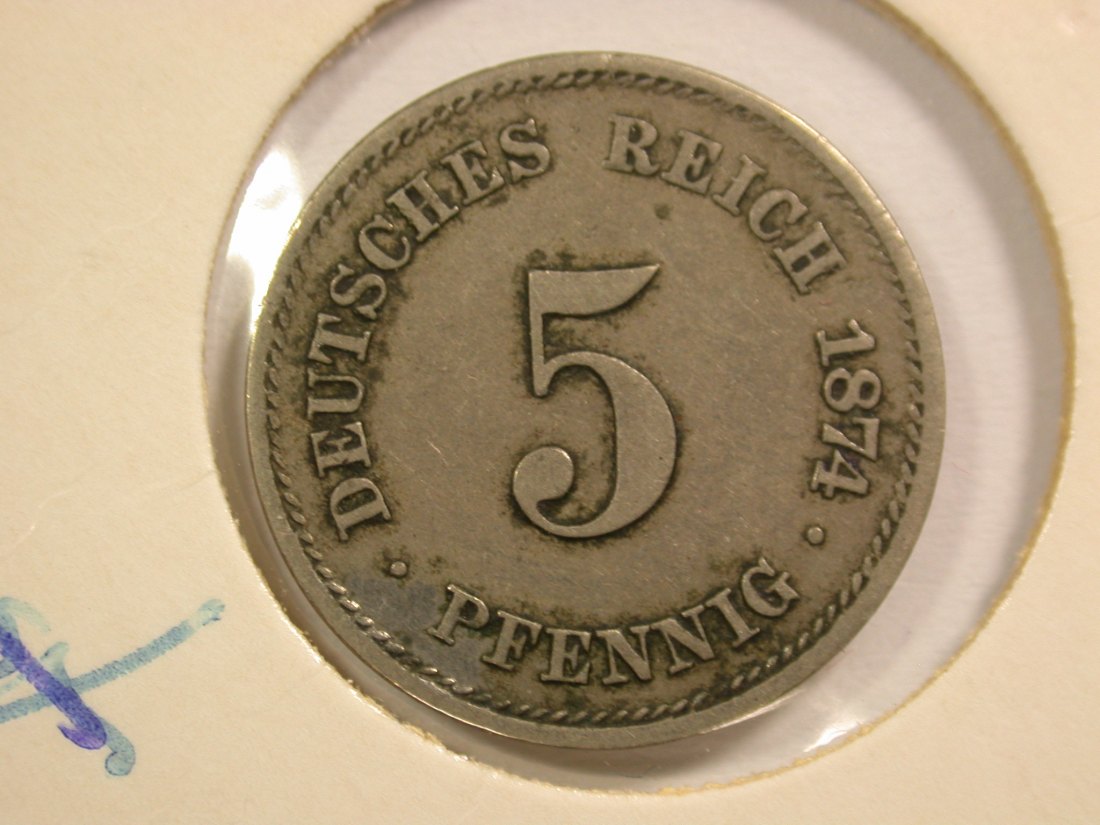 DEUTSCHES REICH 1874
5
PFENNIG